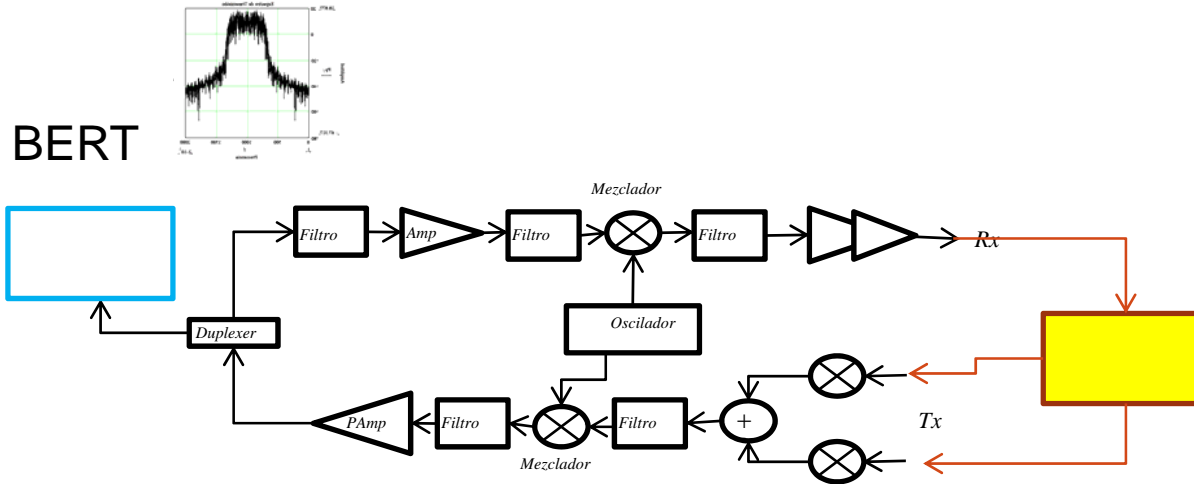 BERT
Mezclador
Filtro
Amp
Filtro
Filtro
Rx
Oscilador
Duplexer
PAmp
Filtro
Filtro
+
Tx
Mezclador